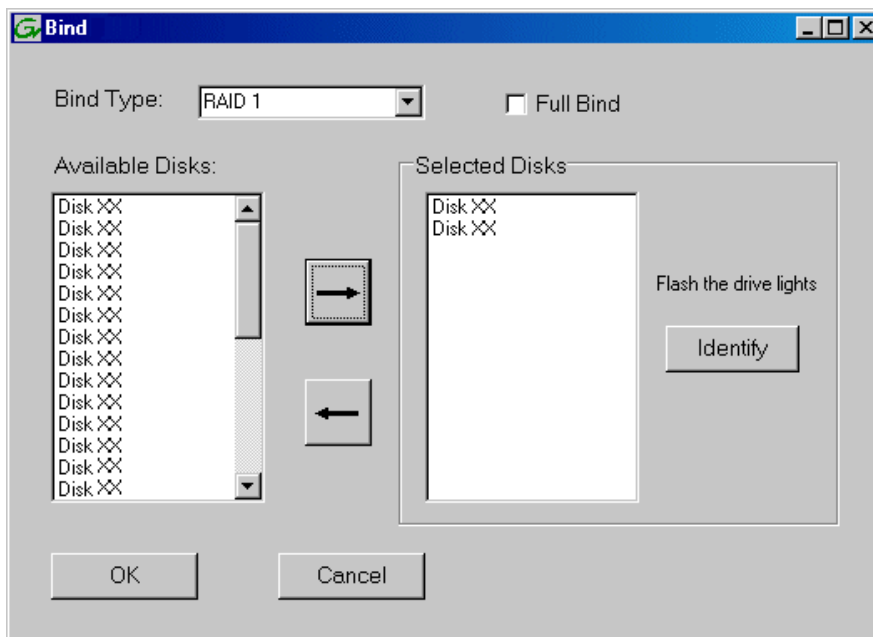 Bind
Bind Type: RAID 1 Full Bind
Available Disks:
Disk XX
Disk XX
Disk XX
Disk XX
Disk XX
Disk XX
Disk XX
Disk XX
Disk XX
Disk XX
Disk XX
Disk XX
Disk XX
Disk XX
Selected Disks
Disk XX
Disk XX
Flash the drive lights
Identify
OK Cancel